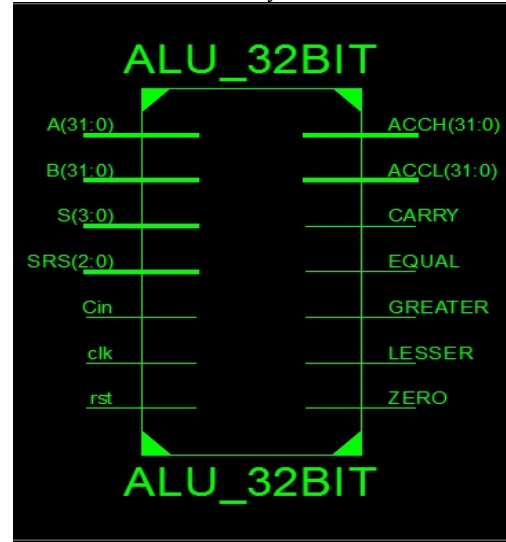 ALU_32BIT
A(31:0)
ACCH(31:0)
B(31:0)
ACCL(31:0)
S(3:0)
CARRY
SRS(2:0)
EQUAL
Cin
GREATER
clk
LESSER
rst
ZERO
ALU_32BIT